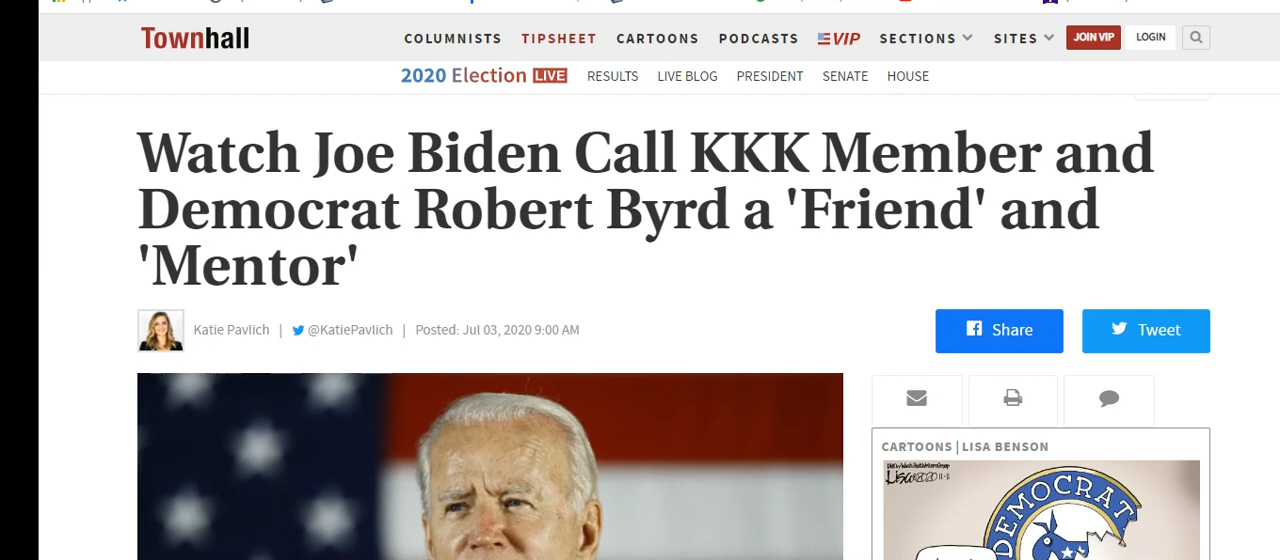 Townhall
COLUMNISTS TIPSHEET CARTOONS PODCASTS VIP SECTIONS SITES JOIN VIP LOGIN
2020 Election LIVE RESULTS LIVE BLOG PRESIDENT SENATE HOUSE
Watch Joe Biden Call KKK Member and
Democrat Robert Byrd a 'Friend' and
'Mentor'
Katie Pavlich | @KatiePavlich | Posted: Jul 03, 2020 9:00 AM
Share Tweet
CARTOONS | LISA BENSON
DEMOCRAT